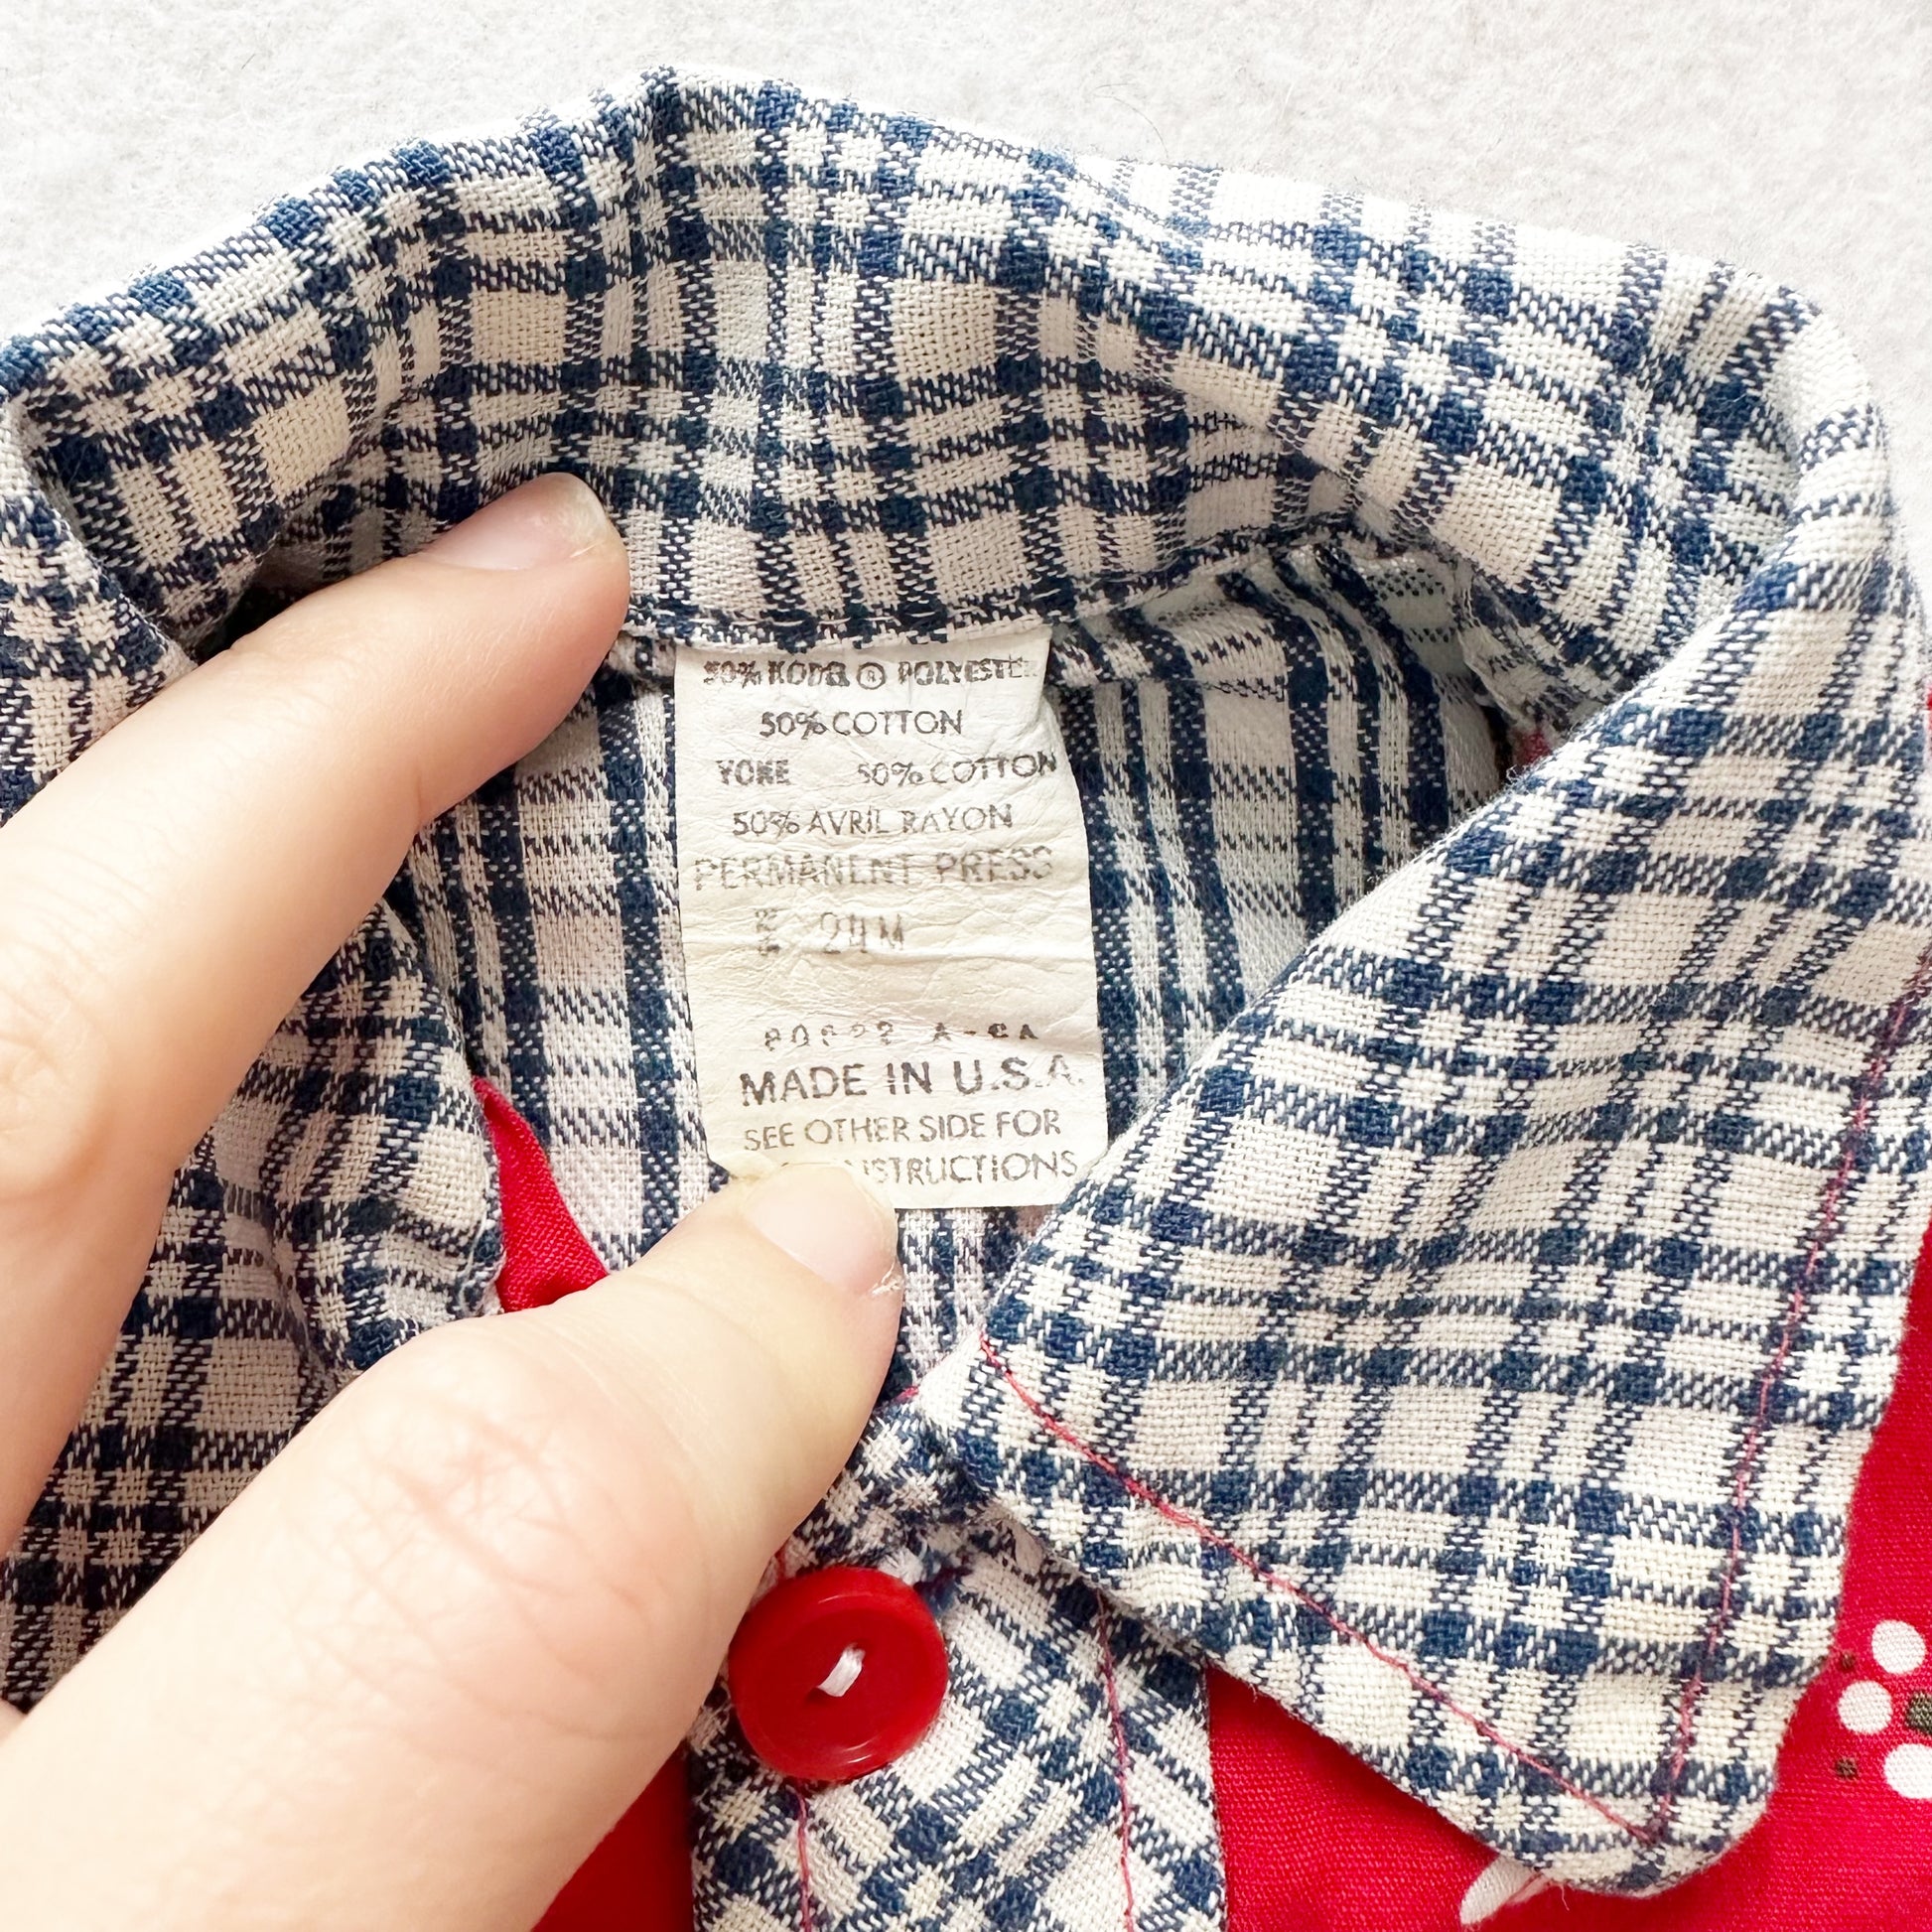 50% KODEL ® POLYESTER
50% COTTON
YOKE 50% COTTON
50% AVRIL RAYON
PERMANENT PRESS
24M
MADE IN U.S.A.
SEE OTHER SIDE FOR
INSTRUCTIONS